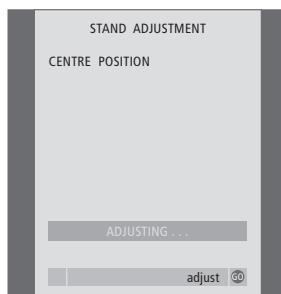 STAND ADJUSTMENT
CENTRE POSITION
ADJUSTING . . .
adjust GO